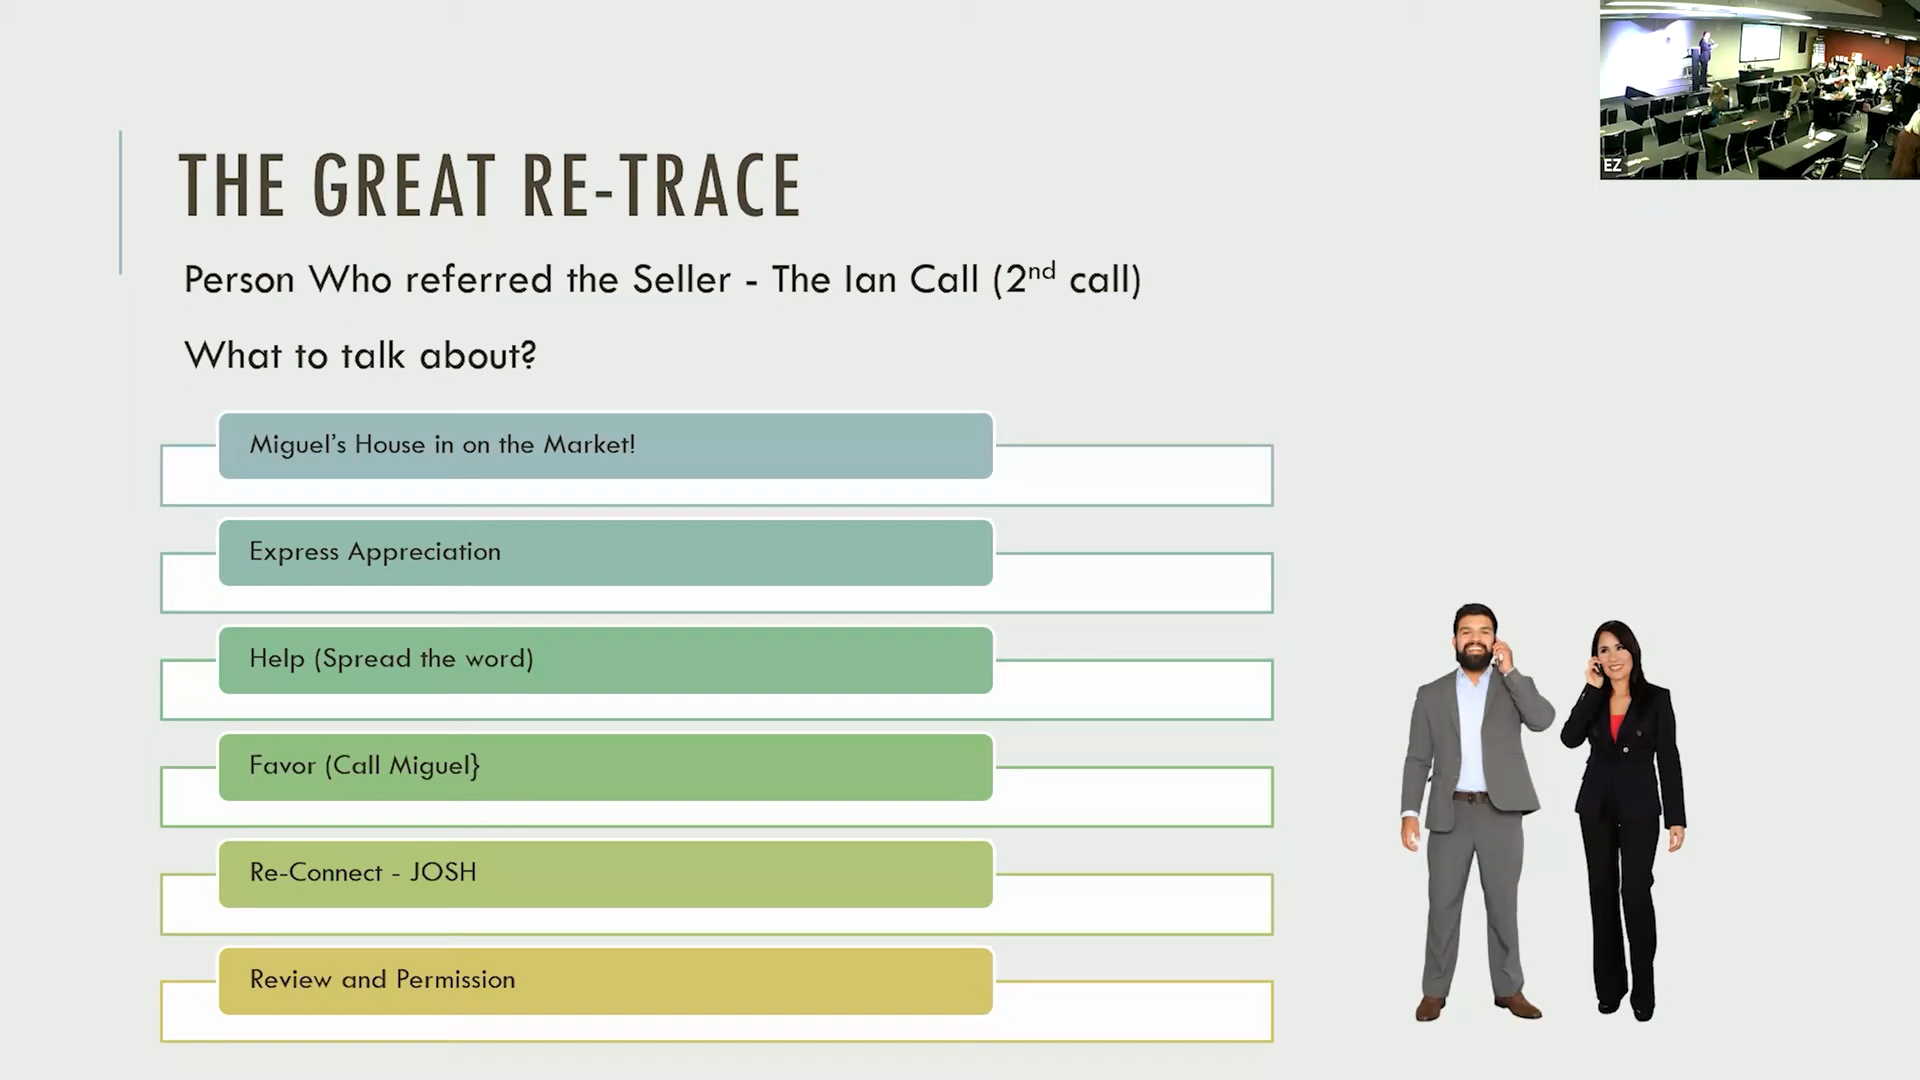 THE GREAT RE-TRACE
Person Who referred the Seller - The Ian Call (2nd call)
What to talk about?
Miguel's House in on the Market!
Express Appreciation
Help (Spread the word)
Favor (Call Miguel}
Re-Connect - JOSH
Review and Permission
EZ